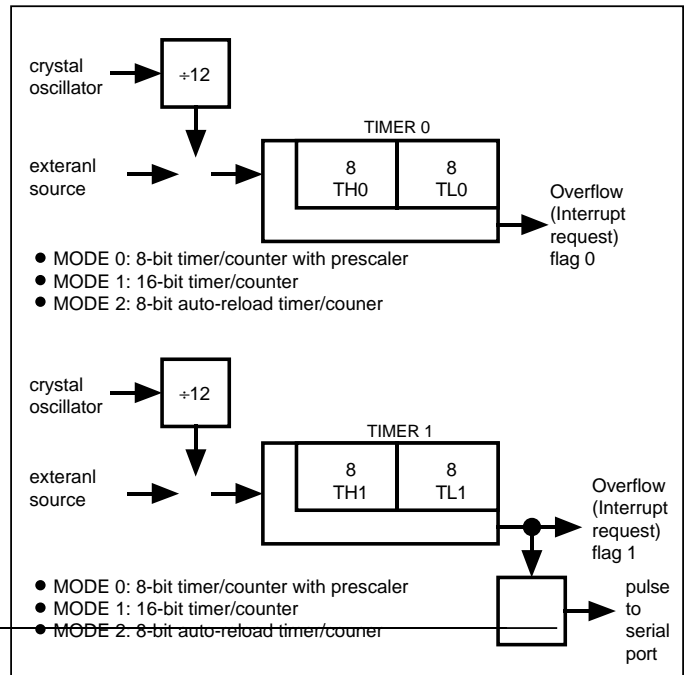 crystal
oscillator
÷12
TIMER 0
exteranl
source
8
TH0
8
TL0
Overflow
(Interrupt
request)
flag 0
● MODE 0: 8-bit timer/counter with prescaler
● MODE 1: 16-bit timer/counter
● MODE 2: 8-bit auto-reload timer/couner
crystal
oscillator
÷12
TIMER 1
exteranl
source
8
TH1
8
TL1
Overflow
(Interrupt
request)
flag 1
● MODE 0: 8-bit timer/counter with prescaler
● MODE 1: 16-bit timer/counter
● MODE 2: 8-bit auto-reload timer/couner
pulse
to
serial
port